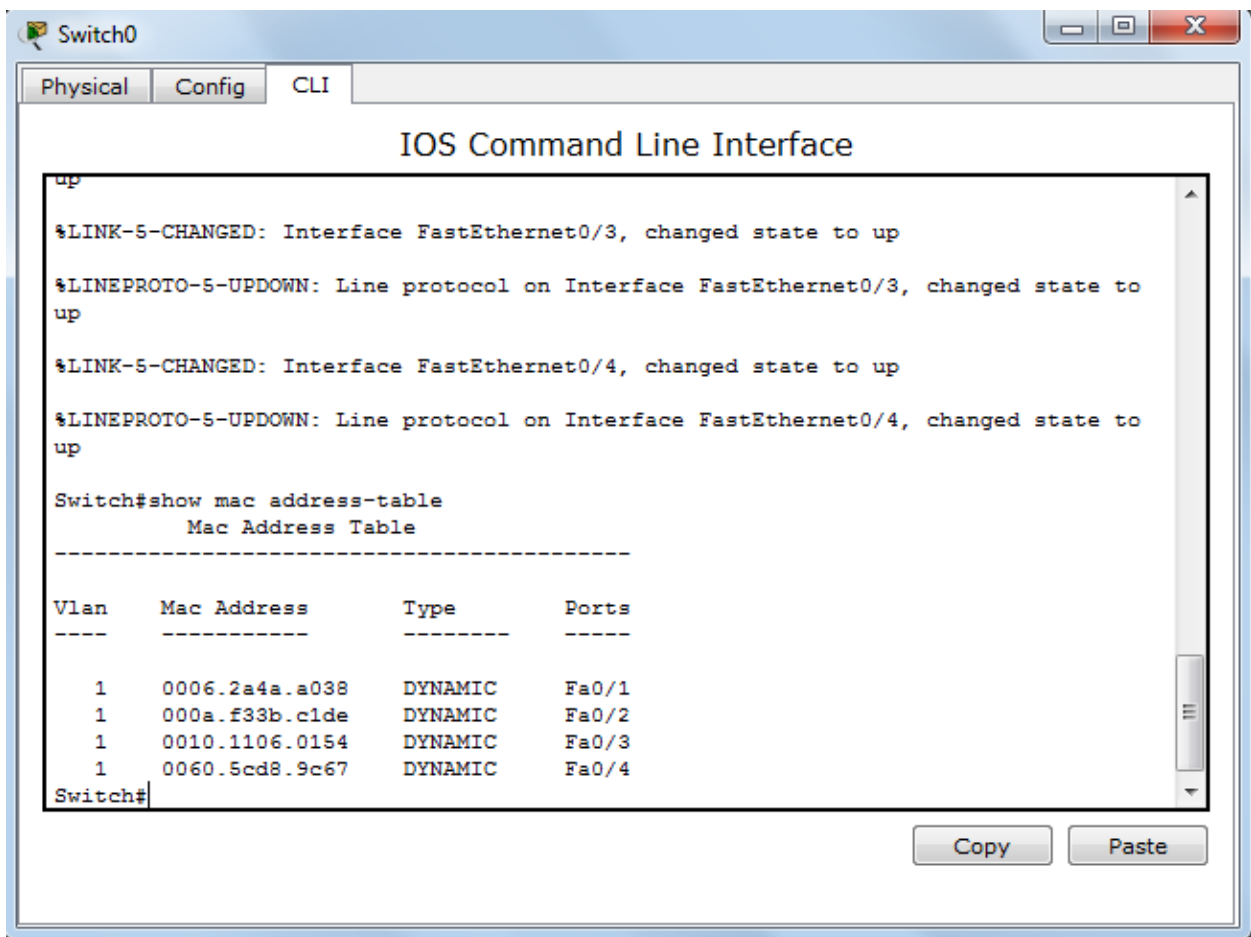 Switch0
Physical Config CLI
IOS Command Line Interface
up
%LINK-5-CHANGED: Interface FastEthernet0/3, changed state to up
%LINEPROTO-5-UPDOWN: Line protocol on Interface FastEthernet0/3, changed state to
up
%LINK-5-CHANGED: Interface FastEthernet0/4, changed state to up
%LINEPROTO-5-UPDOWN: Line protocol on Interface FastEthernet0/4, changed state to
up
Switch#show mac address-table
Mac Address Table
-------------------------------------------
Vlan Mac Address Type Ports
---- ----------- -------- -----
1 0006.2a4a.a038 DYNAMIC Fa0/1
1 000a.f33b.c1de DYNAMIC Fa0/2
1 0010.1106.0154 DYNAMIC Fa0/3
1 0060.5cd8.9c67 DYNAMIC Fa0/4
Switch#
Copy Paste